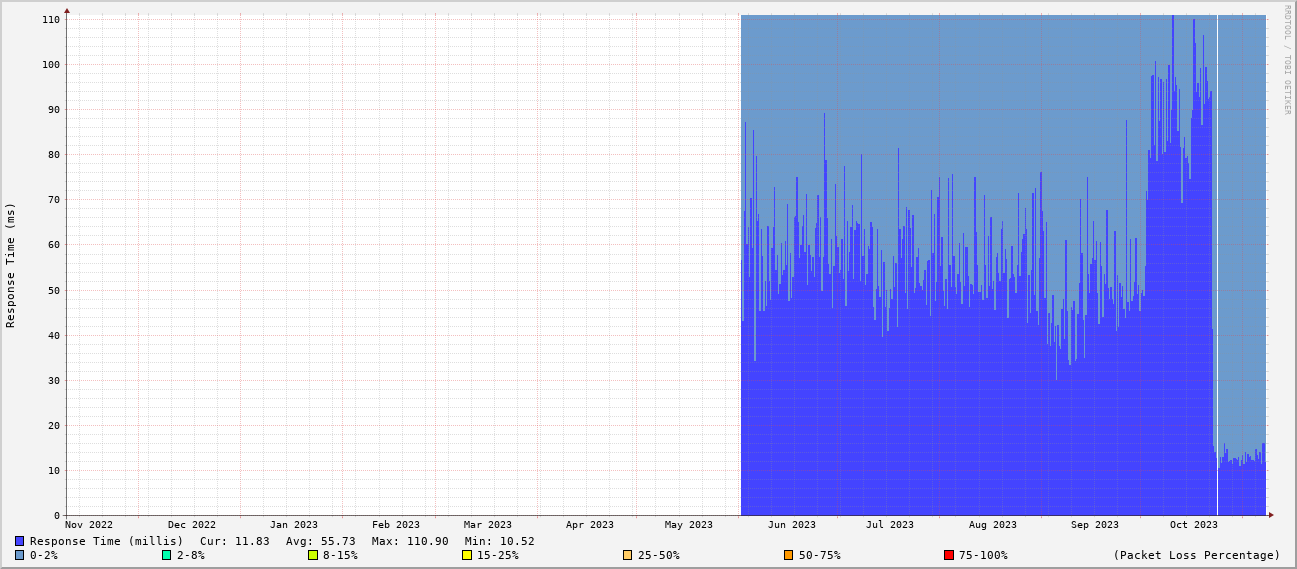 RRDTOOL / TOBI OETIKER
Response Time (ms)
110
100
90
80
70
60
50
40
30
20
10
0
Nov 2022 Dec 2022 Jan 2023 Feb 2023 Mar 2023 Apr 2023 May 2023 Jun 2023 Jul 2023 Aug 2023 Sep 2023 Oct 2023
Response Time (millis) Cur: 11.83 Avg: 55.73 Max: 110.90 Min: 10.52
0-2% 2-8% 8-15% 15-25% 25-50% 50-75% 75-100% (Packet Loss Percentage)